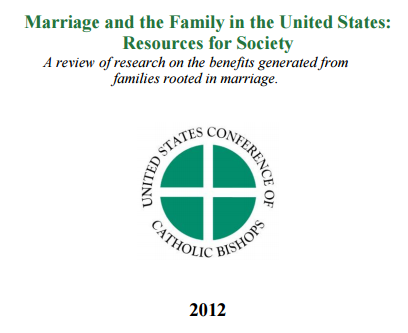 Marriage and the Family in the United States:
Resources for Society
A review of research on the benefits generated from
families rooted in marriage.
UNITED STATES CONFERENCE OF
CATHOLIC BISHOPS
2012